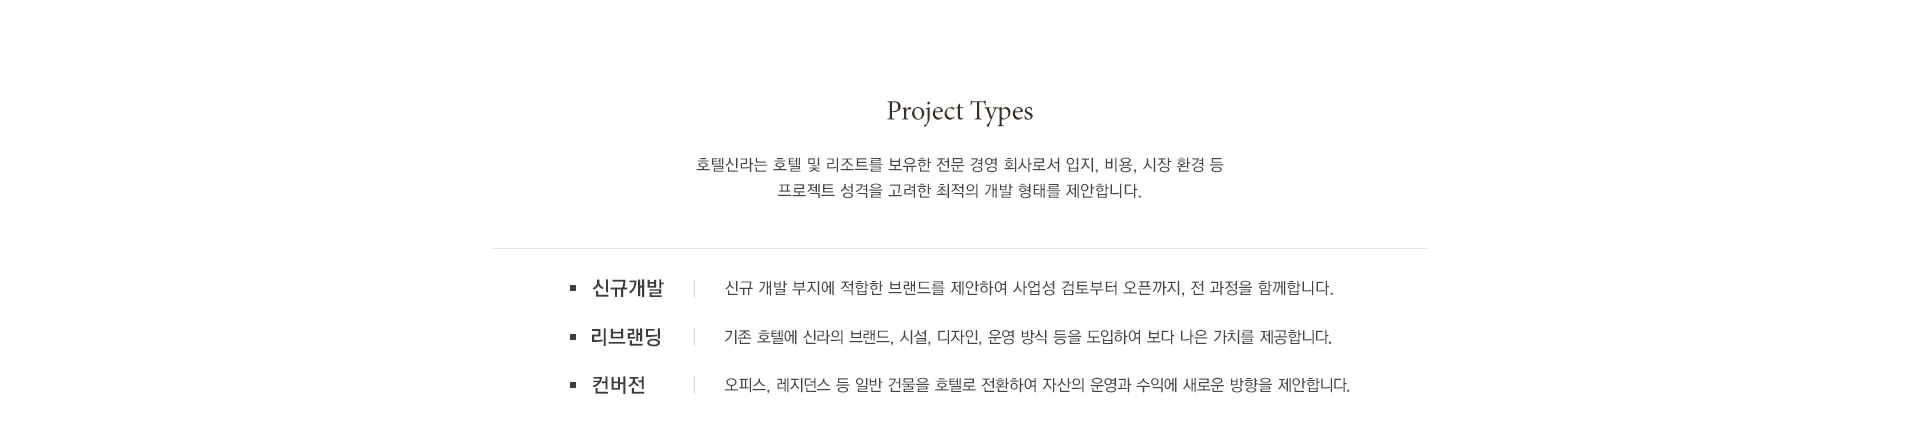 Project Types
호텔신라는 호텔 및 리조트를 보유한 전문 경영 회사로서 입지, 비용, 시장 환경 등
프로젝트 성격을 고려한 최적의 개발 형태를 제안합니다.
신규개발 신규 개발 부지에 적합한 브랜드를 제안하여 사업성 검토부터 오픈까지, 전 과정을 함께합니다.
리브랜딩 기존 호텔에 신라의 브랜드, 시설, 디자인, 운영 방식 등을 도입하여 보다 나은 가치를 제공합니다.
컨버전 오피스, 레지던스 등 일반 건물을 호텔로 전환하여 자산의 운영과 수익에 새로운 방향을 제안합니다.